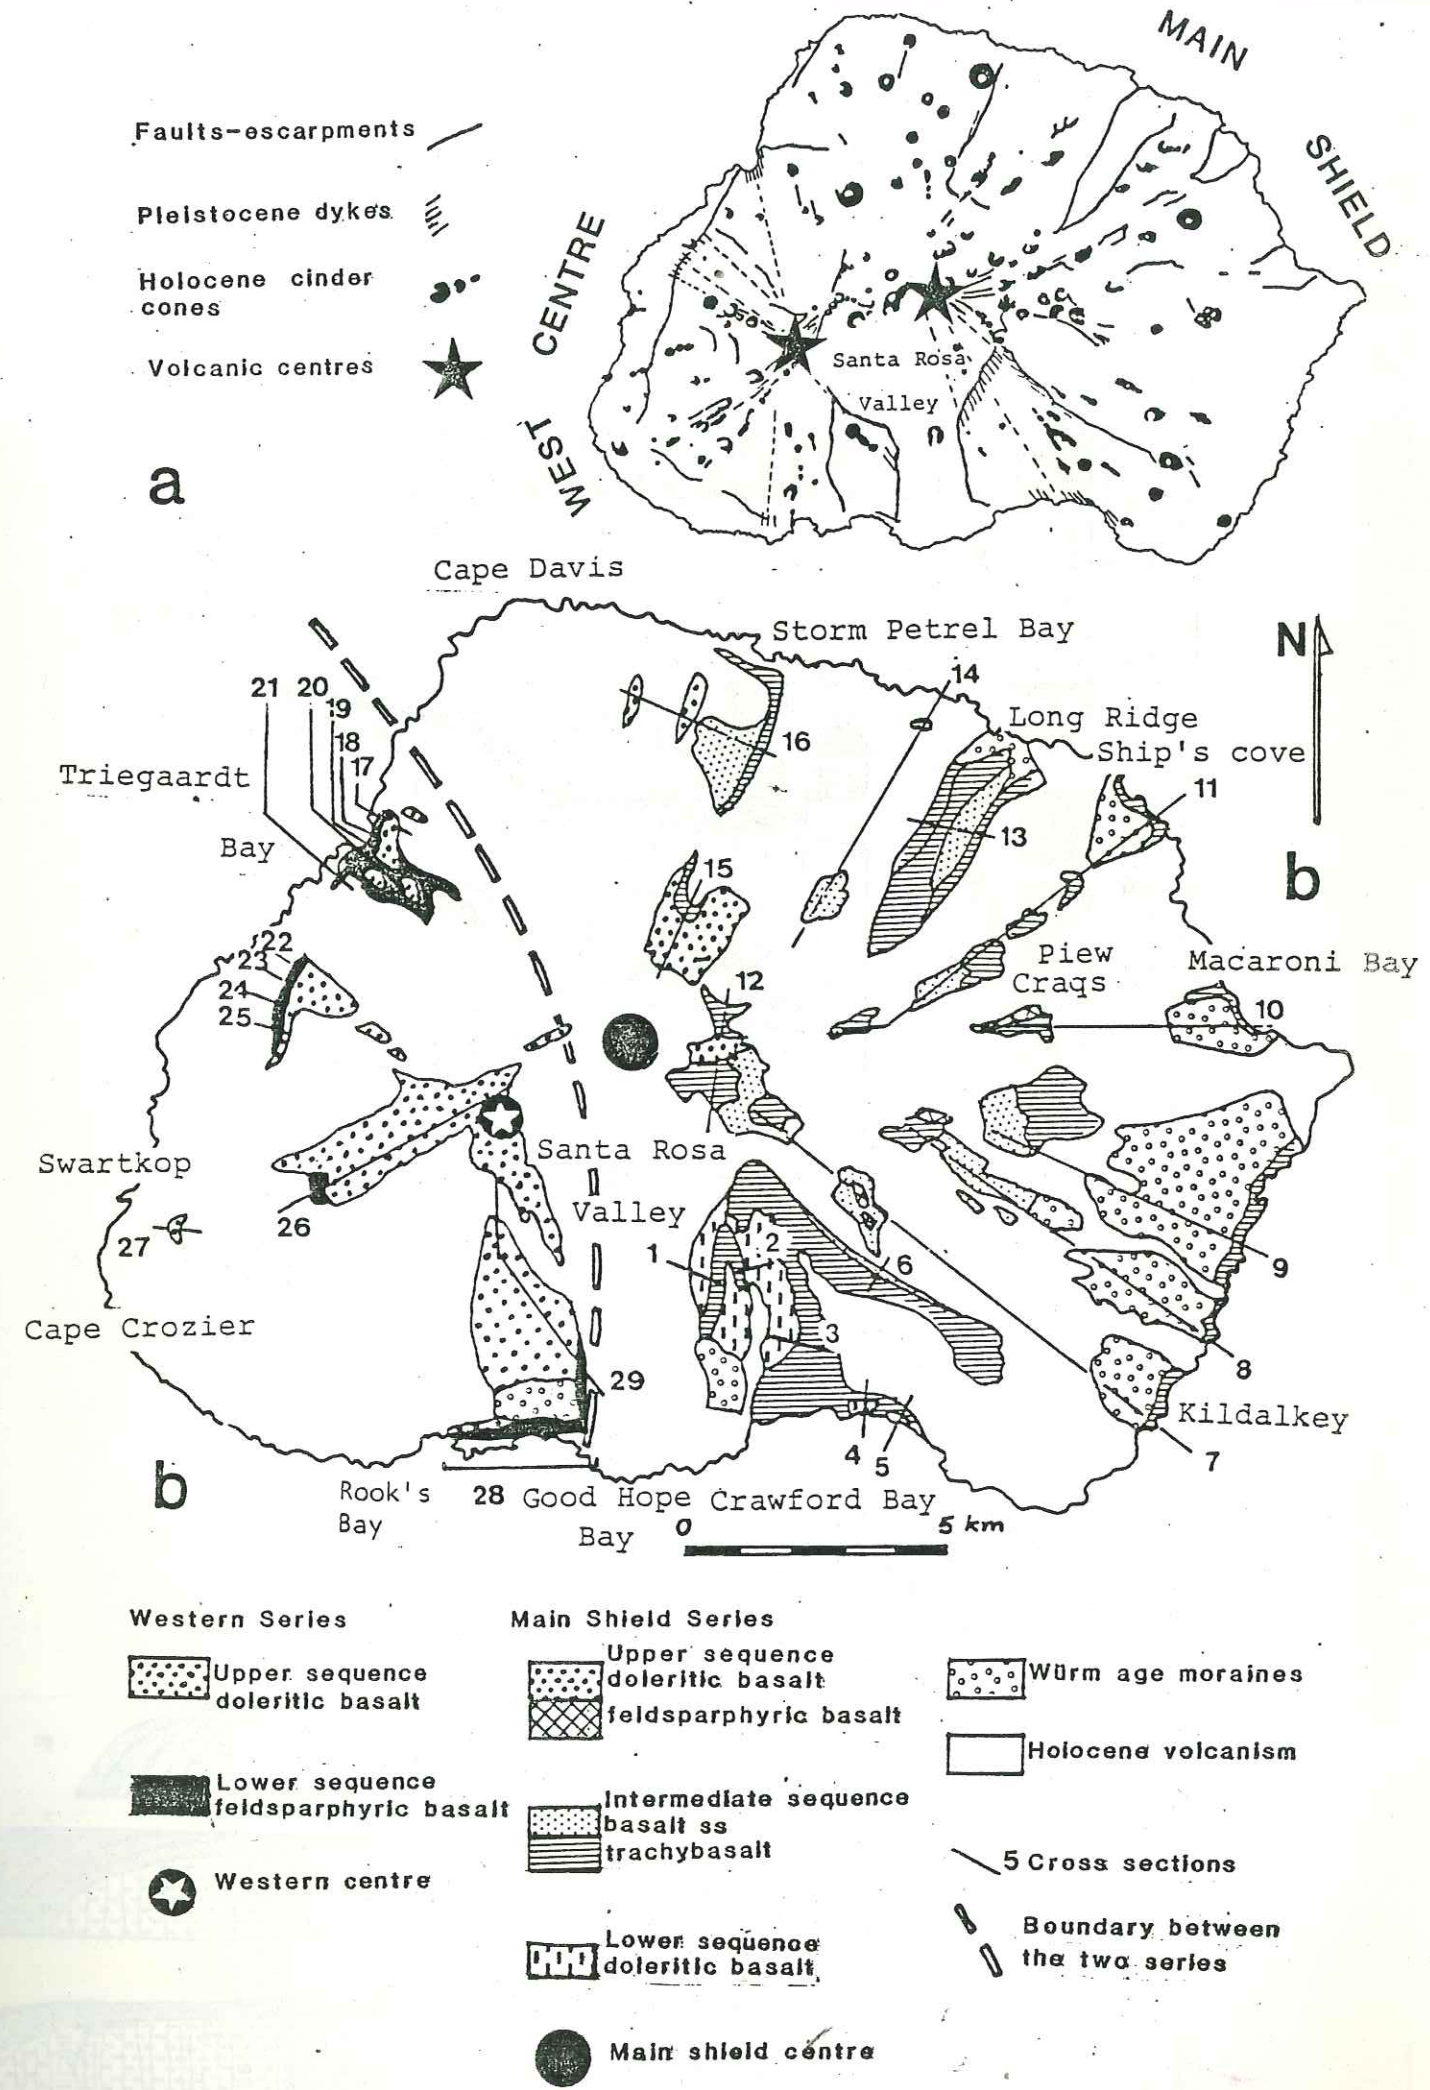 MAIN
SHIELD
Faults-escarpments
Pleistocene dykes
Holocene cinder
cones
Volcanic centres
CENTRE
WEST
Santa Rosa
Valley
a
Cape Davis
Storm Petrel Bay
N
14
21
20
19
18
17
16
Long Ridge
Ship's cove
11
Triegaardt
Bay
13
b
15
22
23
24
25
12
Piew
Craqs
Macaroni Bay
10
Santa Rosa
Valley
Swartkop
26
27
1
2
6
9
Cape Crozier
3
8
29
Kildalkey
4
5
7
b
Rook's
Bay
28
Good Hope
Bay
Crawford Bay
0
5 km
Western Series
Upper sequence
doleritic basalt
Lower sequence
feldsparphyric basalt
Western centre
Main Shield Series
Upper sequence
doleritic basalt
feldsparphyric basalt
Intermediate sequence
basalt ss
trachybasalt
Lower sequence
doleritic basalt
Main shield centre
Würm age moraines
Holocene volcanism
5 Cross sections
Boundary between
the two series